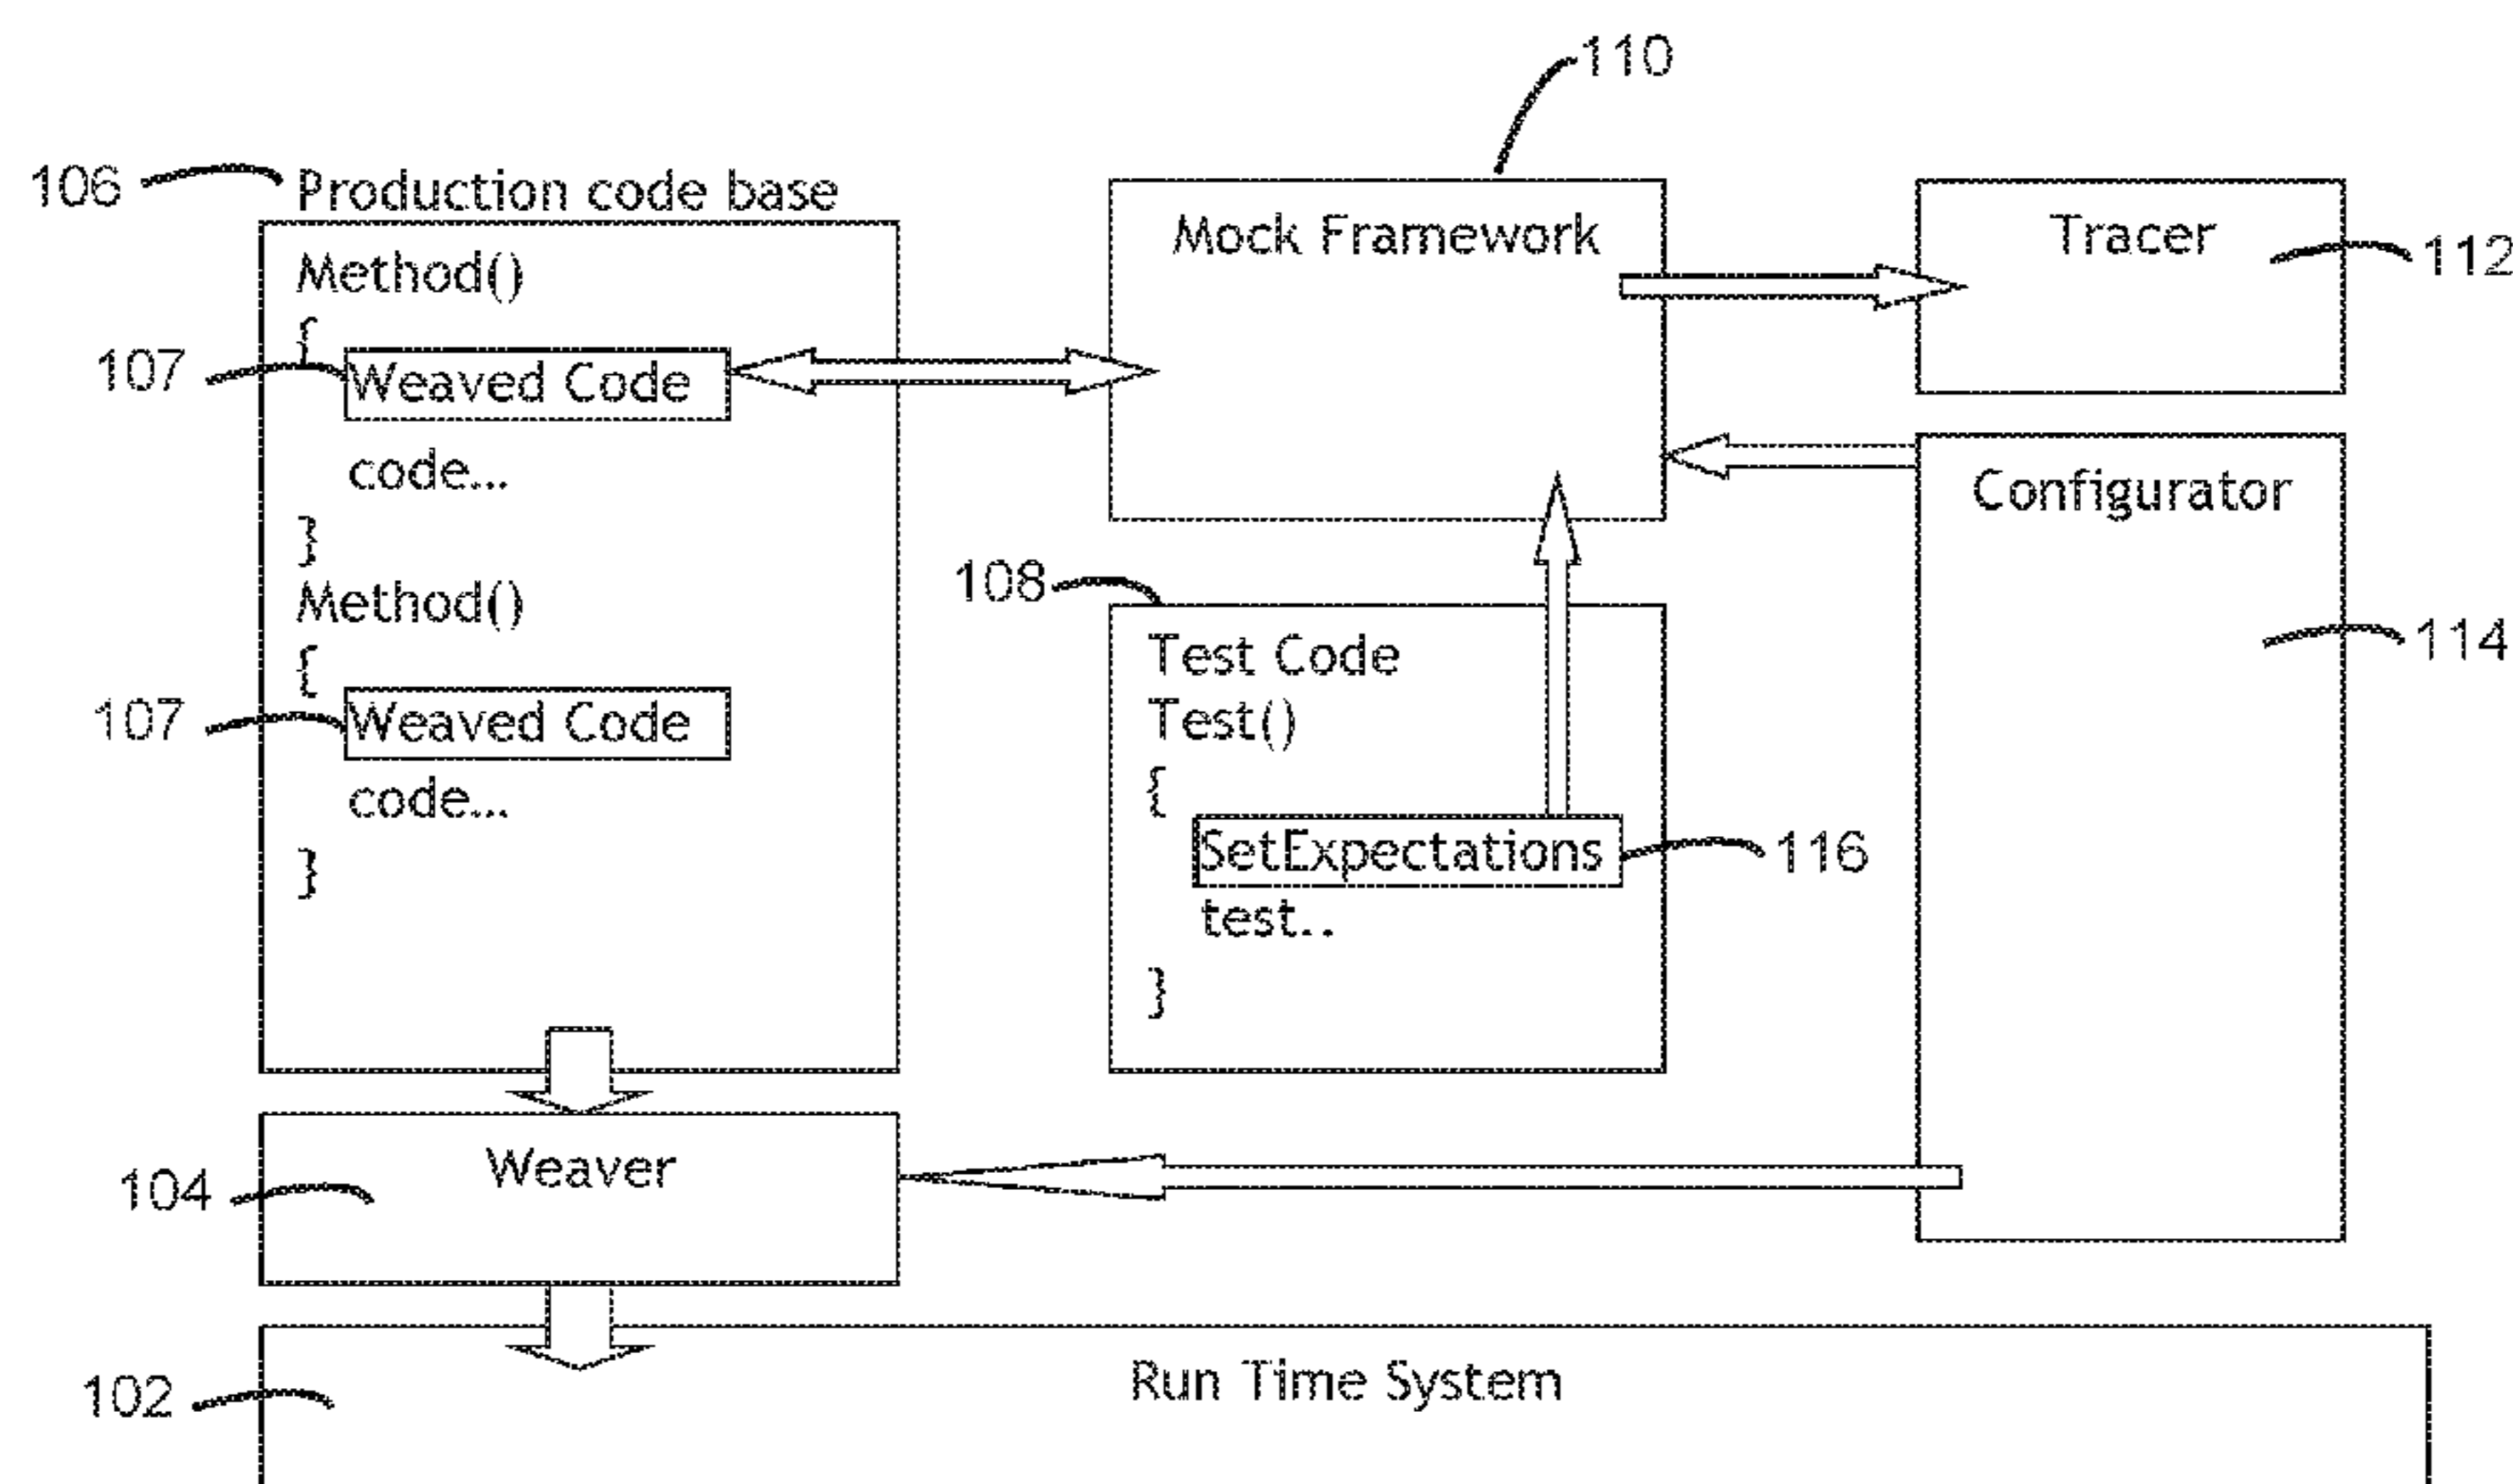 110
106
Production code base
Method()
{
107
Weaved Code
code...
}
Method()
{
107
Weaved Code
code...
}
Mock Framework
Tracer
112
Configurator
114
108
Test Code
Test()
{
SetExpectations
116
test..
}
104
Weaver
102
Run Time System